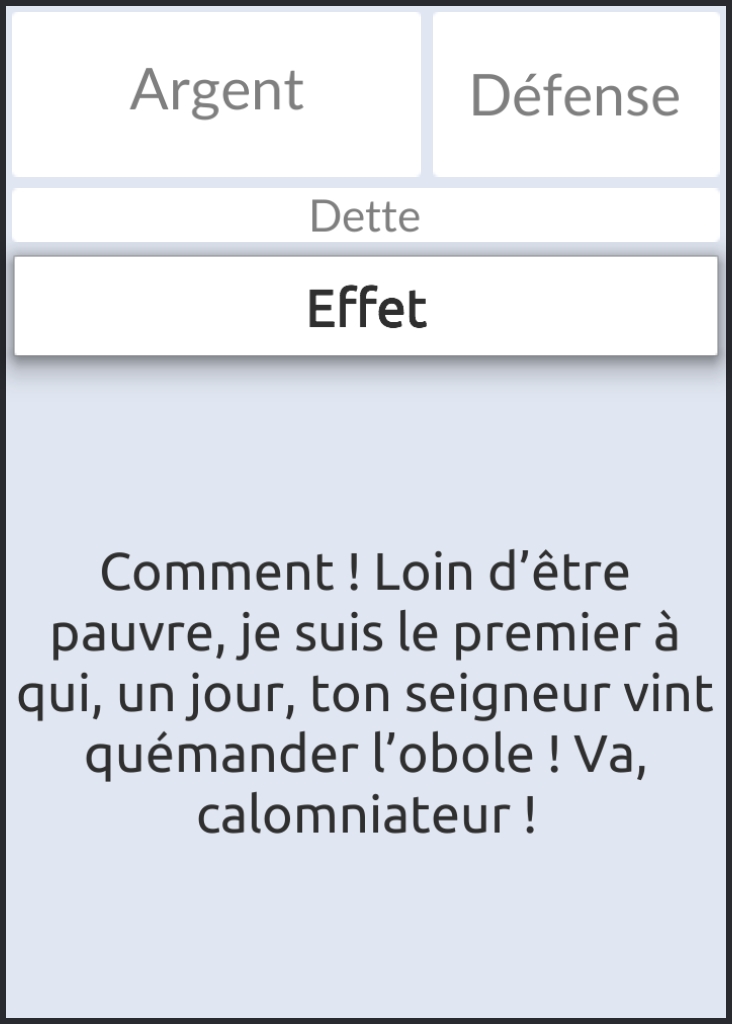 Argent
Défense
Dette
Effet
Comment ! Loin d’être
pauvre, je suis le premier à
qui, un jour, ton seigneur vint
quémander l’obole ! Va,
calomniateur !